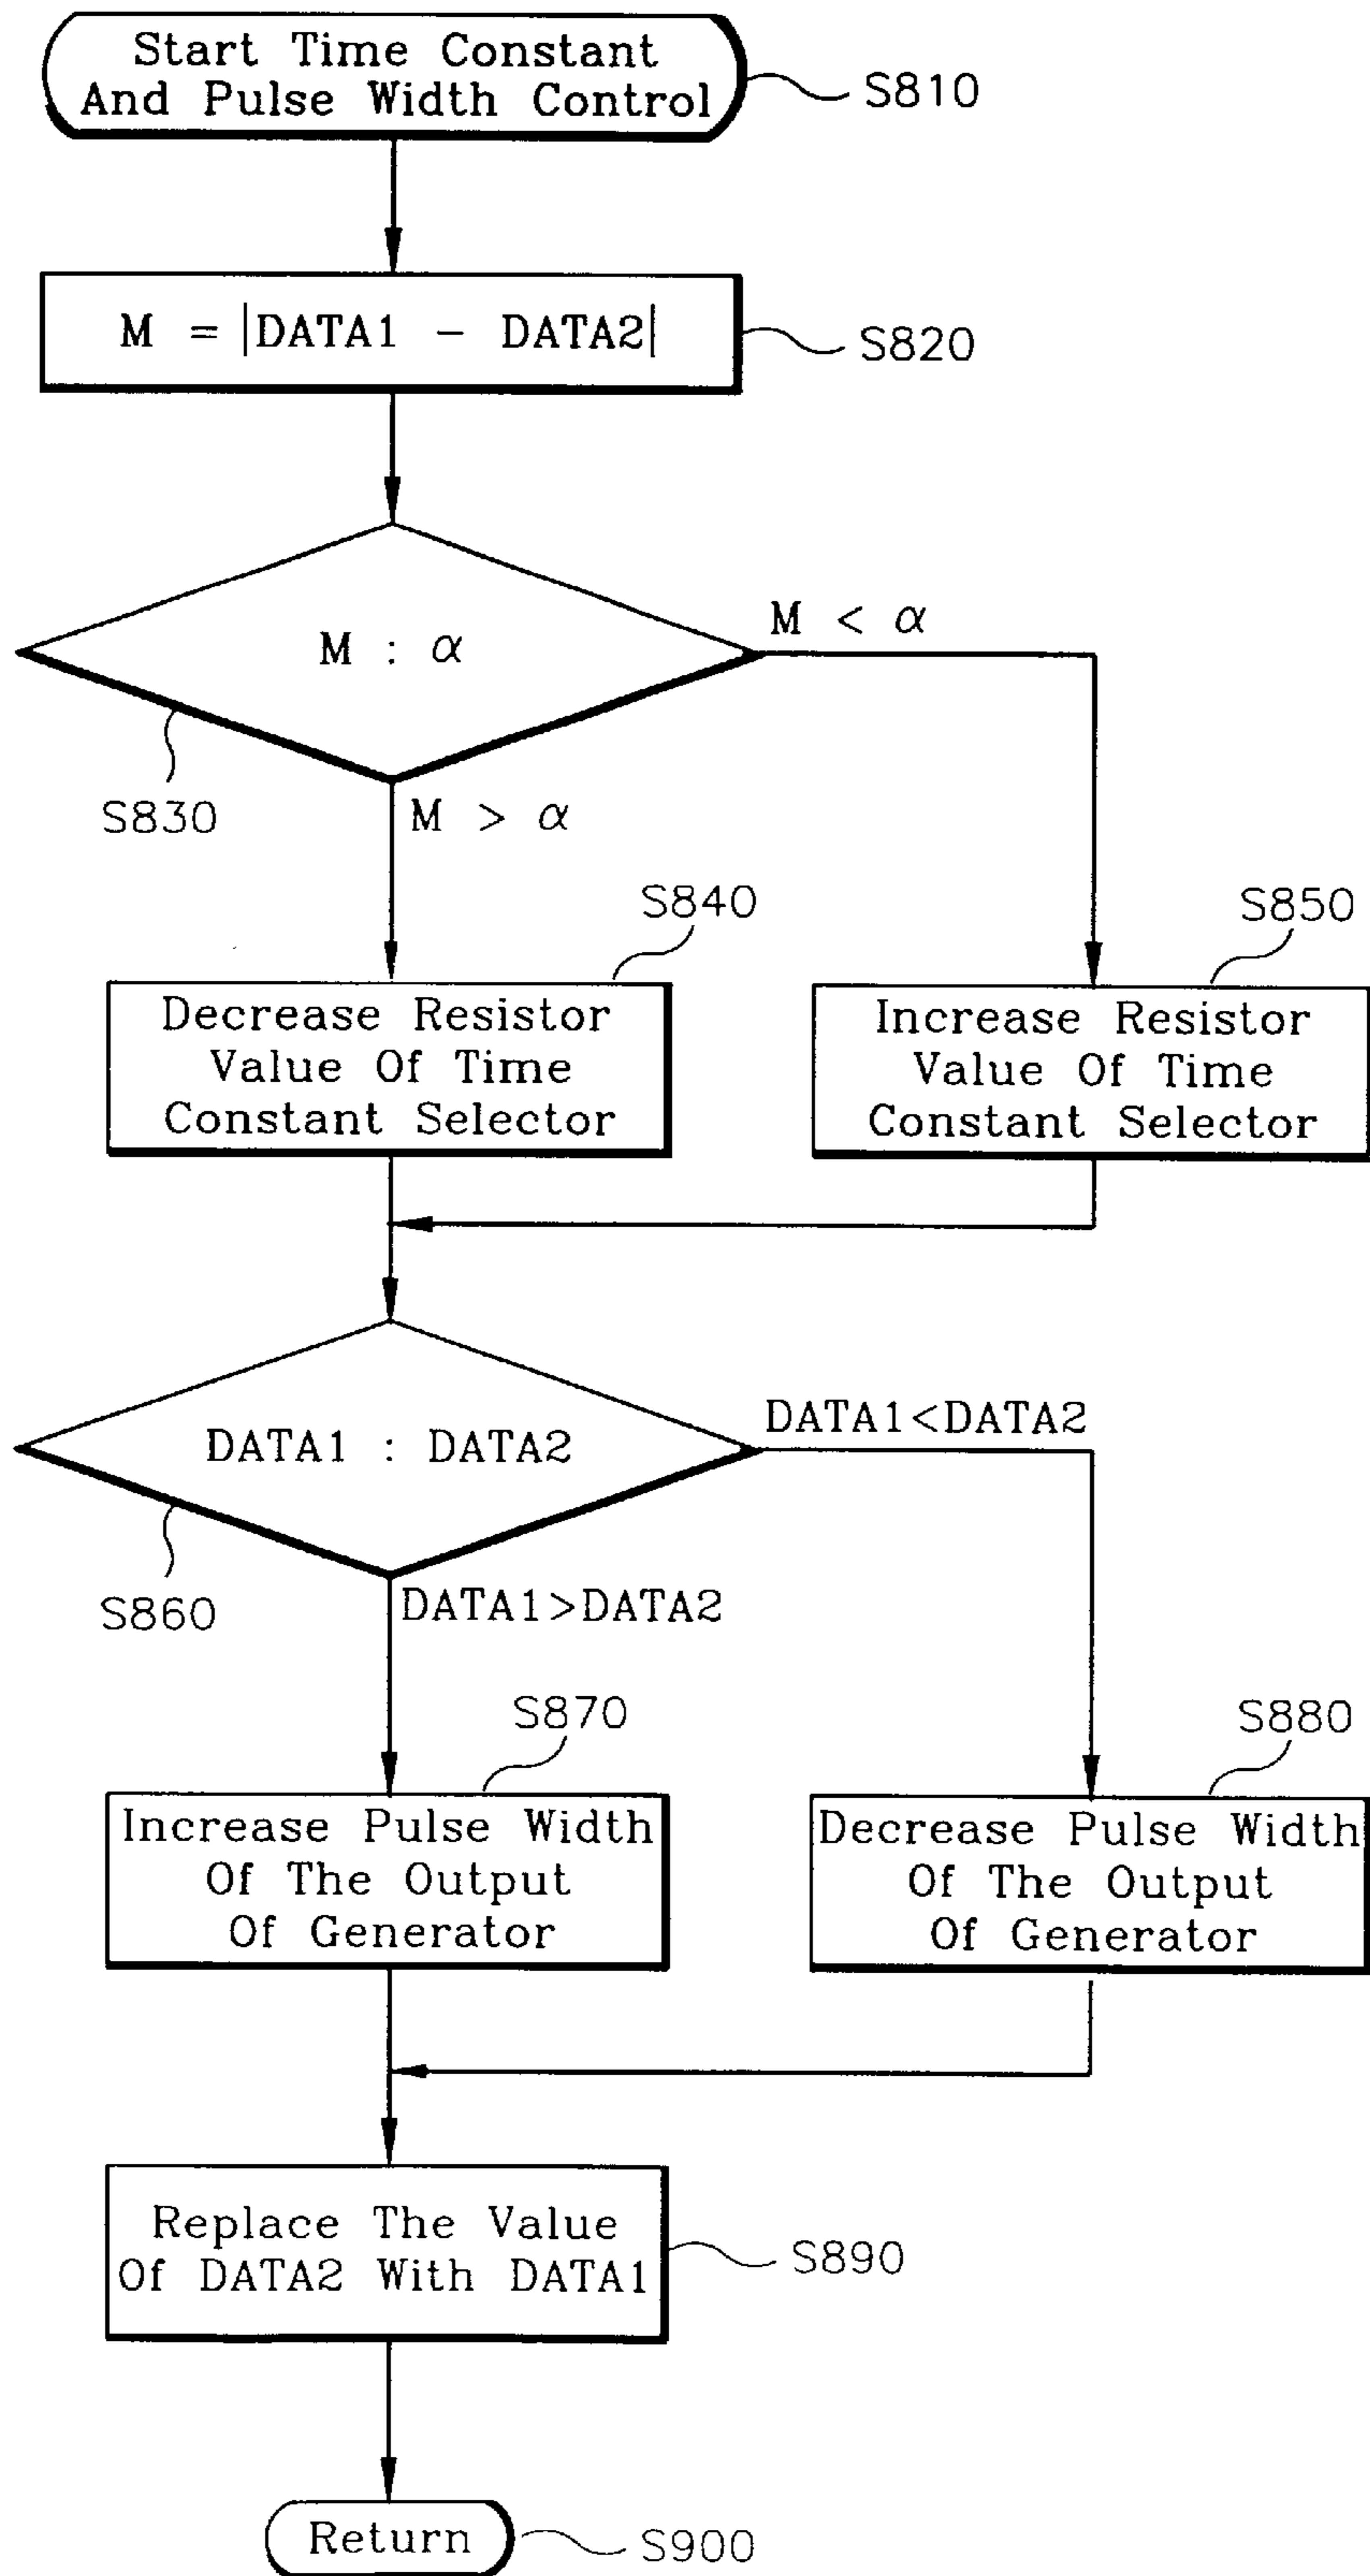 Start Time Constant
And Pulse Width Control
S810
M = |DATA1 - DATA2|
S820
M : α
M < α
S830
M > α
S840
S850
Decrease Resistor
Value Of Time
Constant Selector
Increase Resistor
Value Of Time
Constant Selector
DATA1 : DATA2
DATA1<DATA2
S860
DATA1>DATA2
S870
S880
Increase Pulse Width
Of The Output
Of Generator
Decrease Pulse Width
Of The Output
Of Generator
Replace The Value
Of DATA2 With DATA1
S890
Return
S900